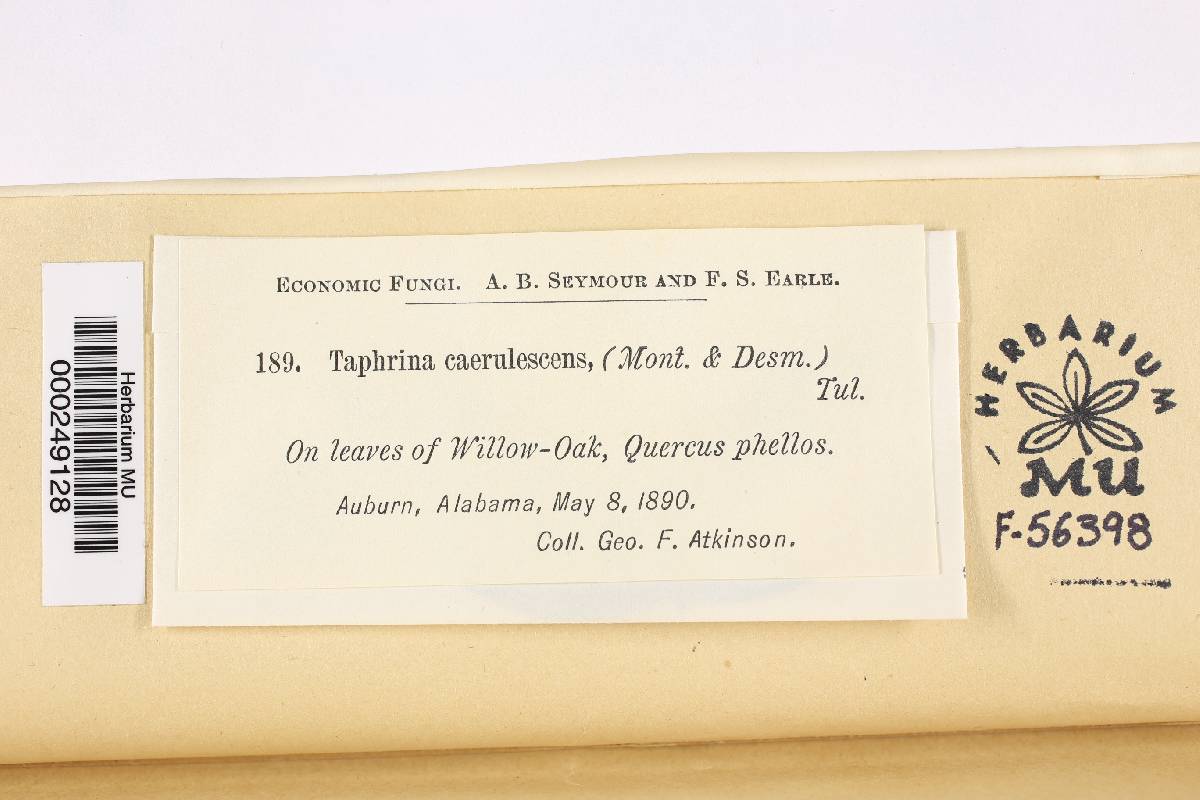 Economic Fungi. A. B. Seymour and F. S. Earle.
189. Taphrina caerulescens, (Mont. & Desm.)
Tul.
On leaves of Willow-Oak, Quercus phellos.
Auburn, Alabama, May 8, 1890.
Coll. Geo. F. Atkinson.
Herbarium MU
000249128
HERBARIUM
MU
F-56398